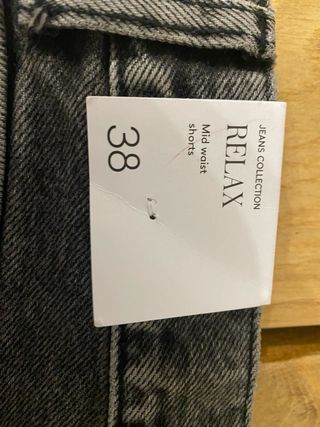 JEANS COLLECTION
RELAX
Mid waist
shorts
38